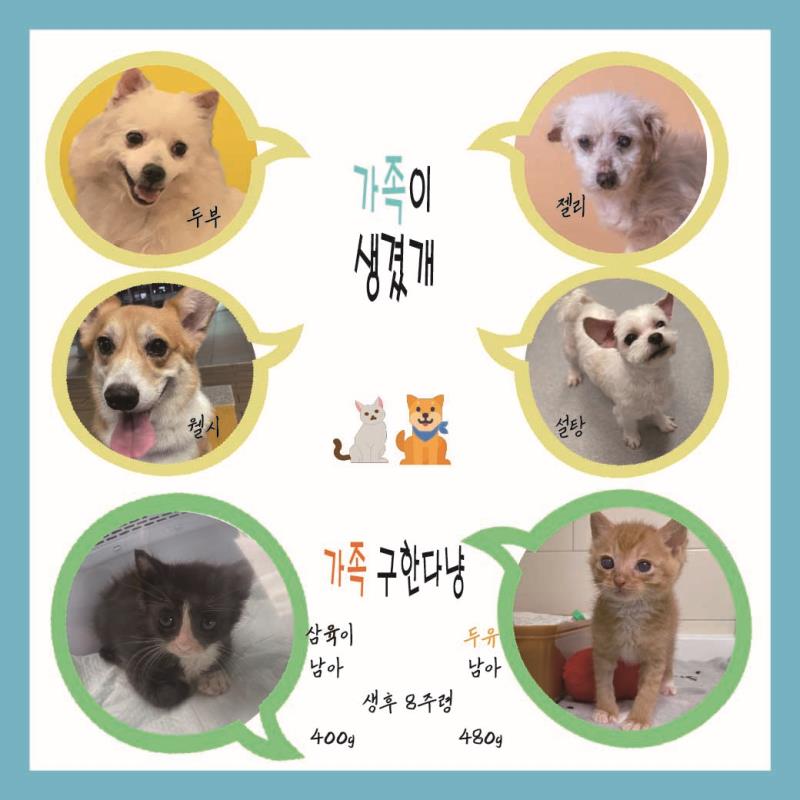 두부
젤리
가족이
생겼개
웰시
설탕
가족 구한다냥
삼육이
남아
두유
남아
생후 8주령
400g
480g